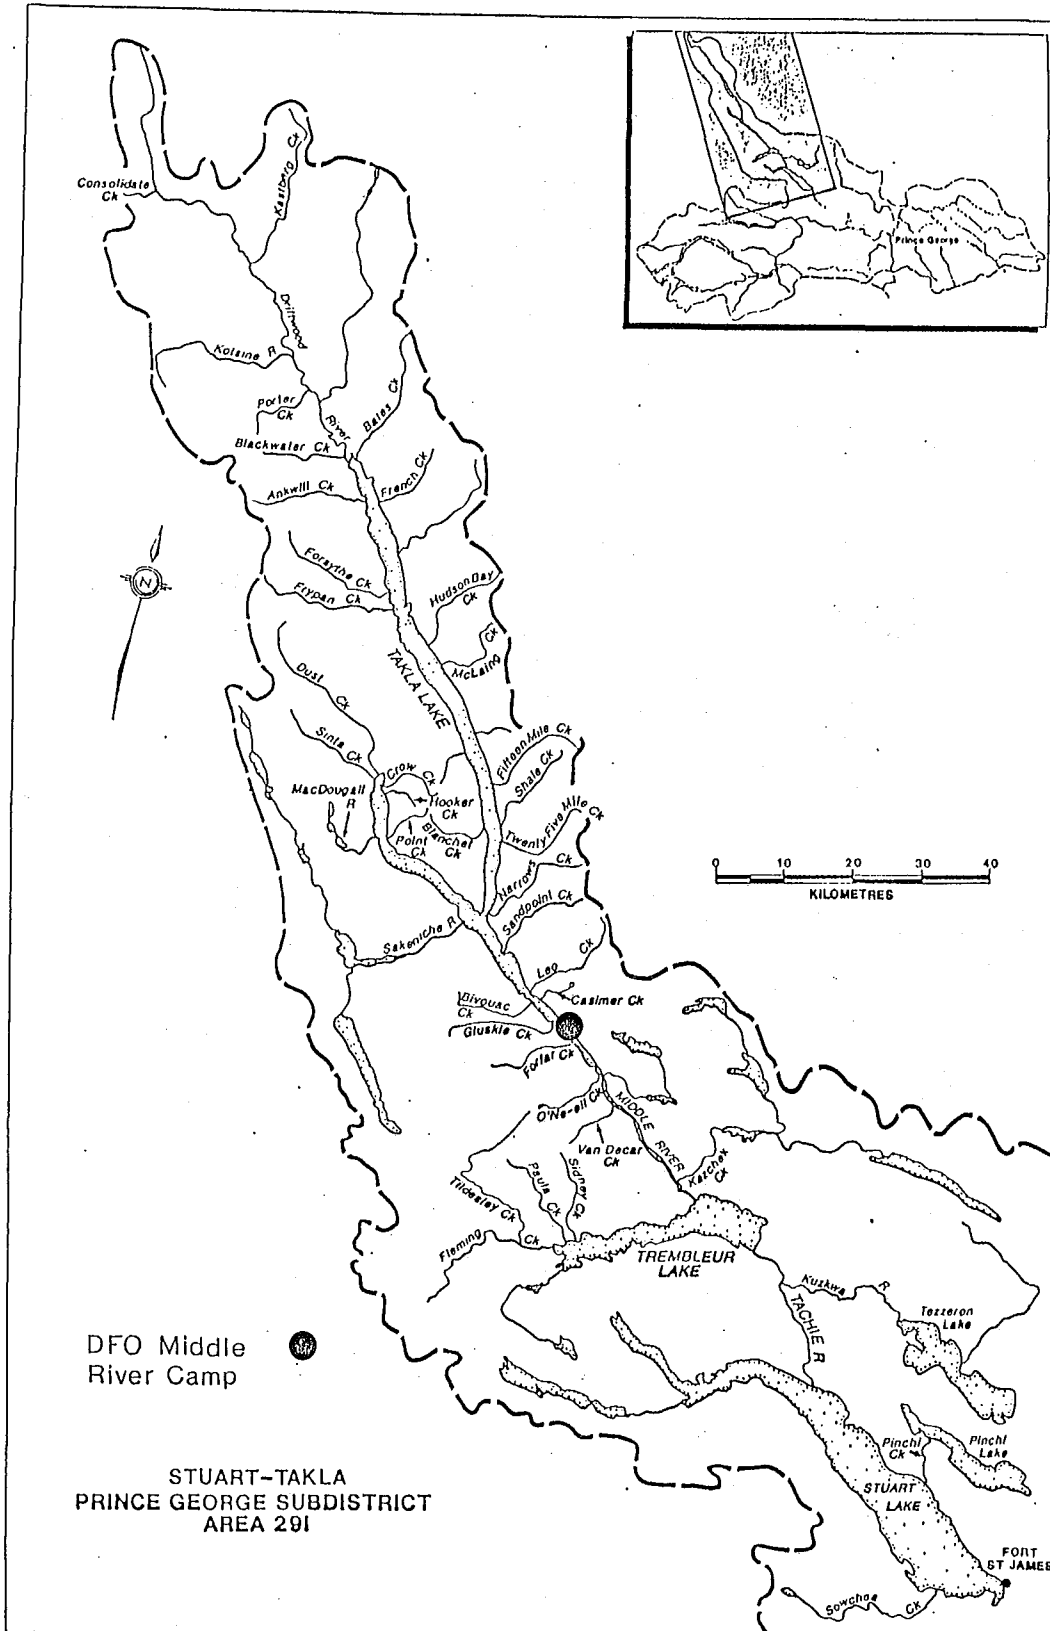 Prince George
Consolidate
Ck
Kastberg Ck
Driftwood
River
Kotsine R
Porter
Ck
Bates Ck
Blackwater Ck
Ankwill Ck
French Ck
N
Forsythe Ck
Frypan Ck
Hudson Bay
Ck
McLaing
Ck
TAKLA LAKE
Dust Ck
Sinta Ck
Crow Ck
Fifteen Mile Ck
Shale Ck
MacDougall
R
Hooker
Ck
Point
Ck
Blanchet
Ck
Twenty Five Mile Ck
Narrows Ck
Sandpoint Ck
Sakeniche R
0 10 20 30 40
KILOMETRES
Leo Ck
Bivouac
Ck
Casimer Ck
Gluskie Ck
Forfar Ck
O'Ne-ell Ck
MIDDLE RIVER
Van Decar
Ck
Kazchek
Ck
Paula Ck
Sidney Ck
Tildesley Ck
Fleming Ck
TREMBLEUR
LAKE
Kuzkwa R
TACHIE R
Tezzeron
Lake
DFO Middle
River Camp
Pinchi
Ck
Pinchi
Lake
STUART
LAKE
STUART-TAKLA
PRINCE GEORGE SUBDISTRICT
AREA 29I
FORT
ST JAMES
Sowchea Ck